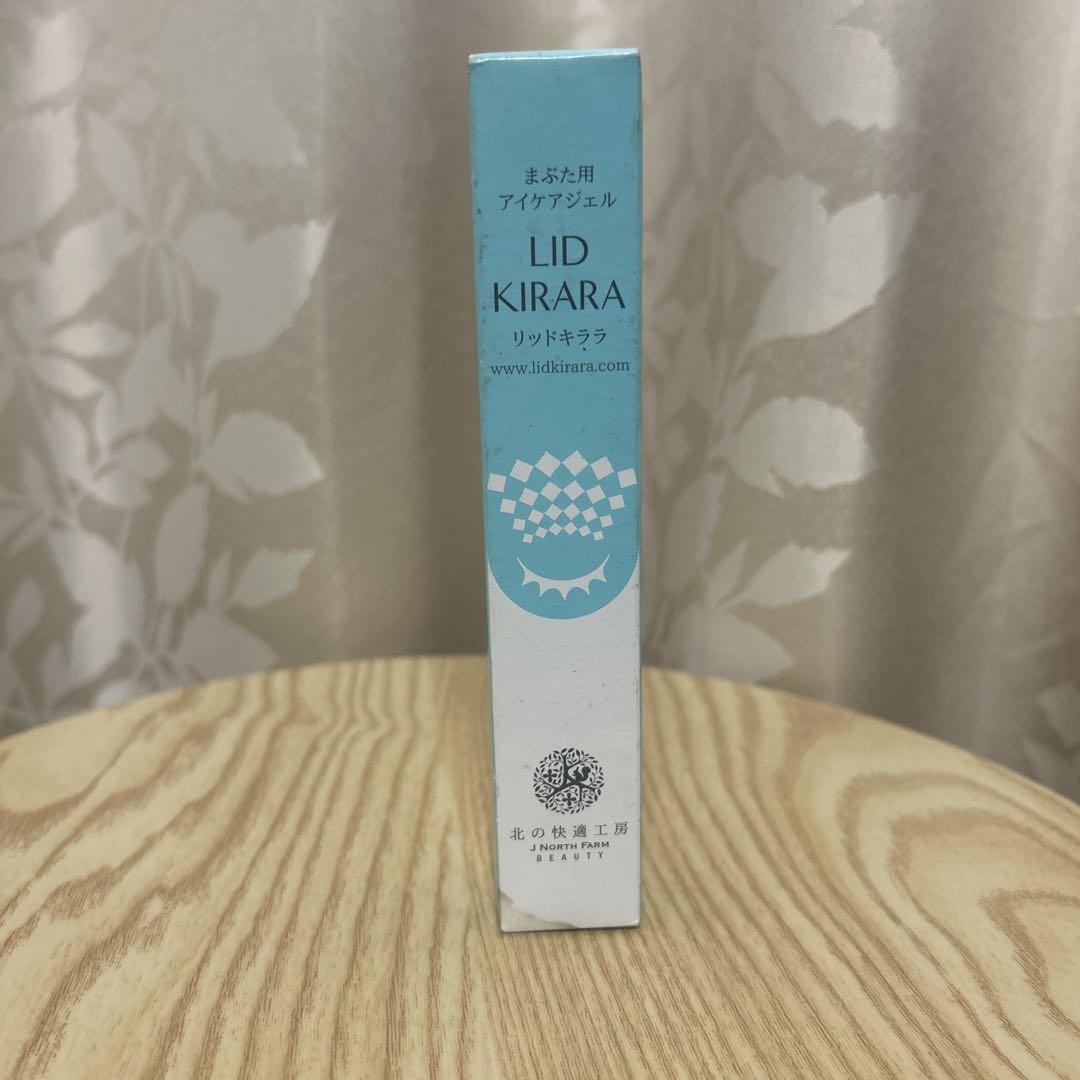 まぶた用
アイケアジェル
LID
KIRARA
リッドキララ
www.lidkirara.com
北の快適工房
J NORTH FARM
BEAUTY